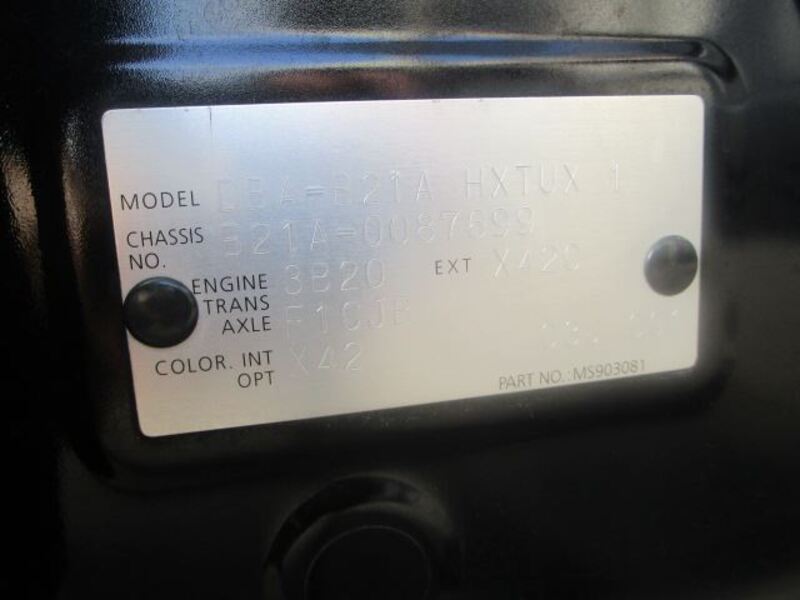 MODEL DBA-B21A HXTUX 1
CHASSIS NO. B21A-0087699
ENGINE 3B20 EXT X42C
TRANS AXLE F1CJB
COLOR. INT X42
OPT
PART NO.: MS903081